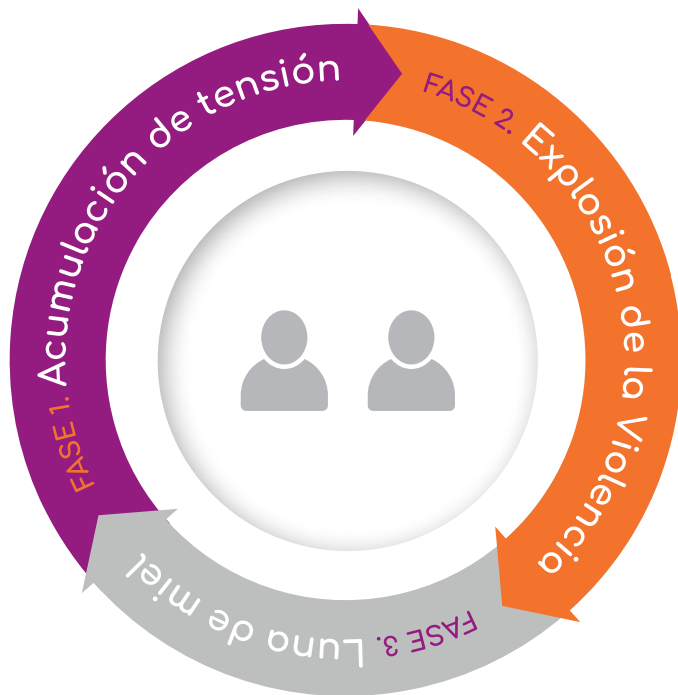 FASE 1. Acumulación de tensión
FASE 2. Explosión de la Violencia
FASE 3. Luna de miel